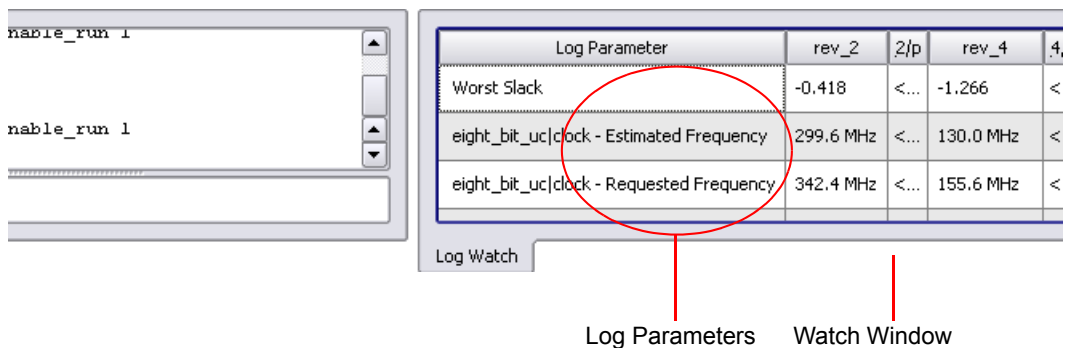 nable_run 1
nable_run 1
Log Parameter rev_2 2/p rev_4 4,
Worst Slack -0.418 <... -1.266 <
eight_bit_uc|clock - Estimated Frequency 299.6 MHz <... 130.0 MHz <
eight_bit_uc|clock - Requested Frequency 342.4 MHz <... 155.6 MHz <
Log Watch
Log Parameters Watch Window